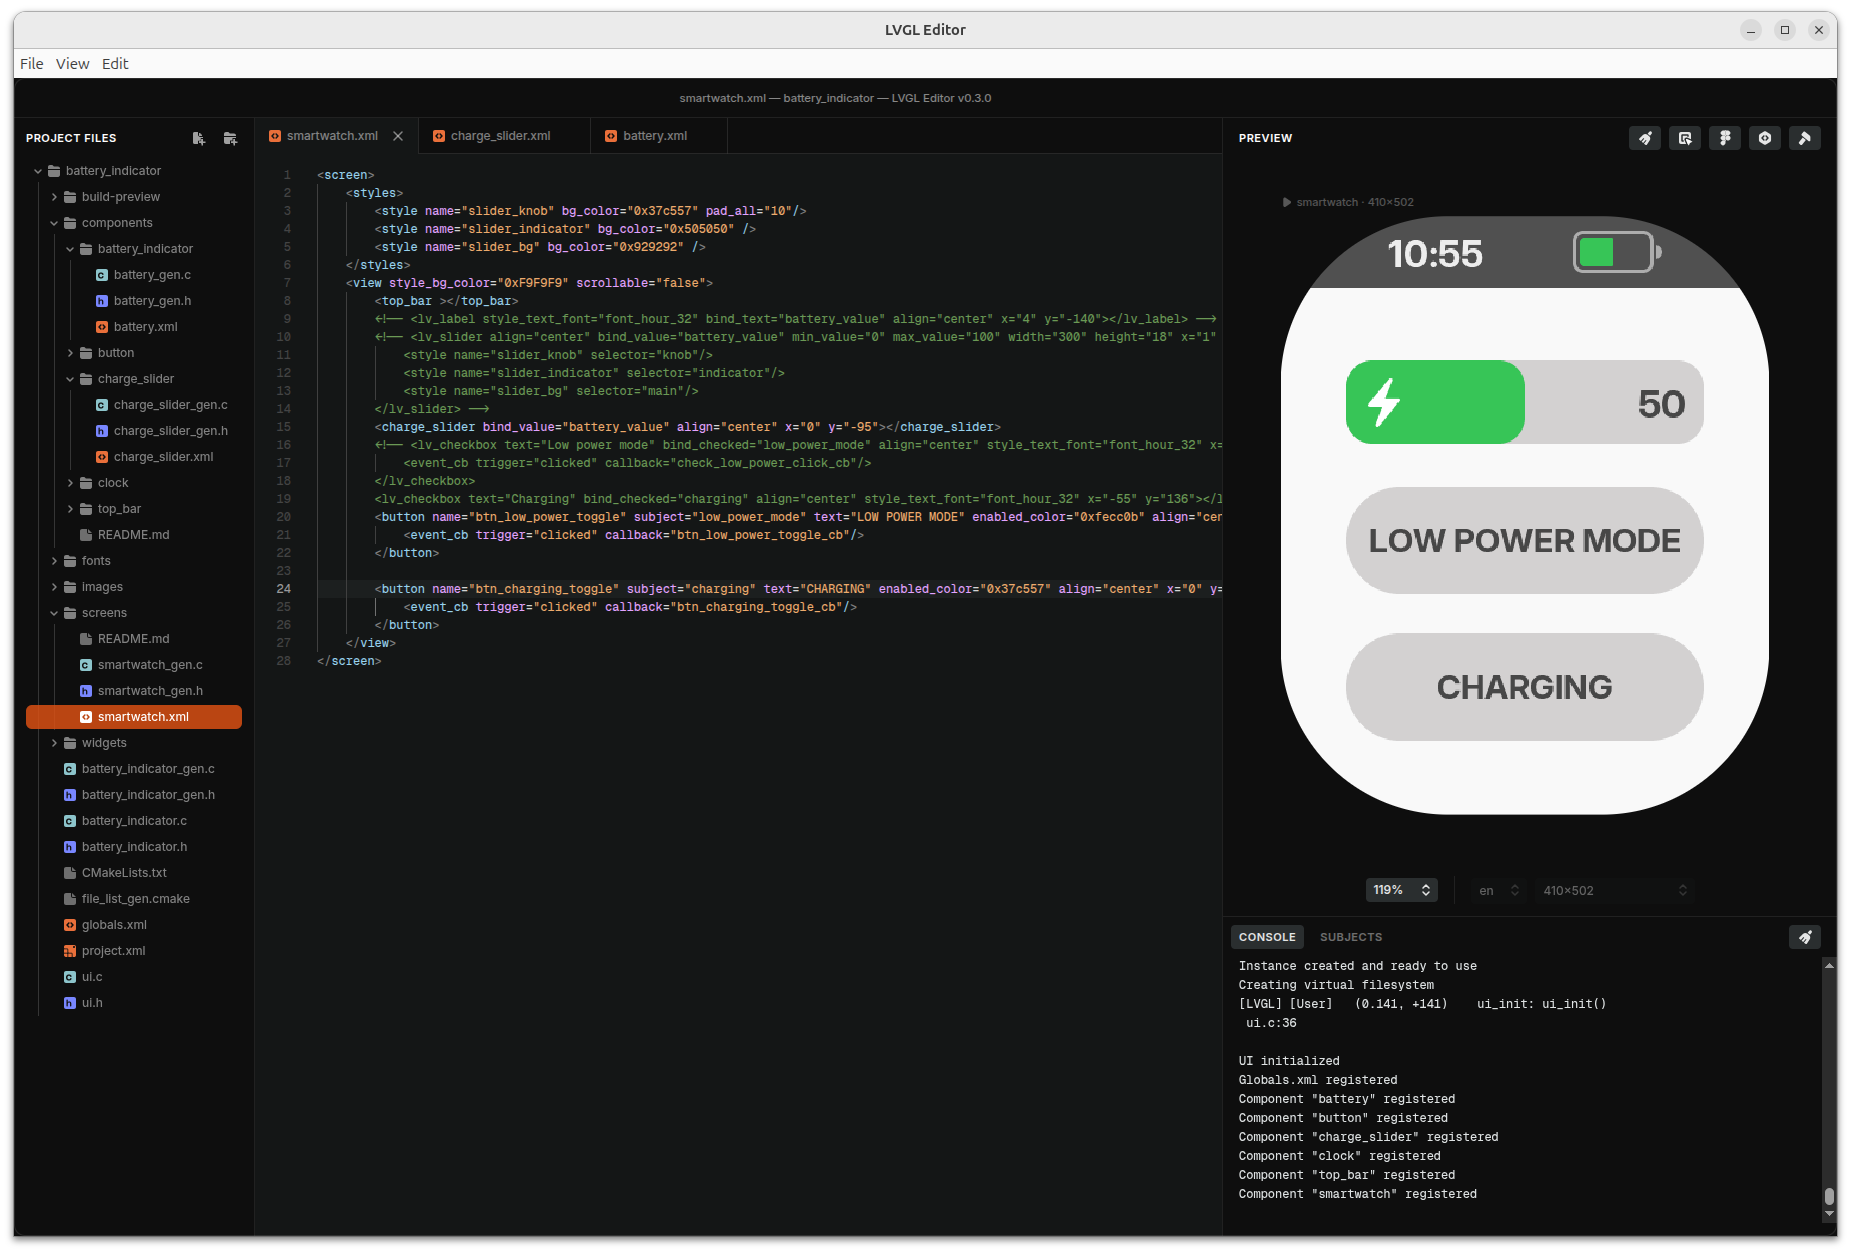 LVGL Editor
File View Edit
smartwatch.xml — battery_indicator — LVGL Editor v0.3.0
PROJECT FILES
battery_indicator
build-preview
components
battery_indicator
battery_gen.c
battery_gen.h
battery.xml
button
charge_slider
charge_slider_gen.c
charge_slider_gen.h
charge_slider.xml
clock
top_bar
README.md
fonts
images
screens
README.md
smartwatch_gen.c
smartwatch_gen.h
smartwatch.xml
widgets
battery_indicator_gen.c
battery_indicator_gen.h
battery_indicator.c
battery_indicator.h
CMakeLists.txt
file_list_gen.cmake
globals.xml
project.xml
ui.c
ui.h
smartwatch.xml charge_slider.xml battery.xml
1 <screen>
2 <styles>
3 <style name="slider_knob" bg_color="0x37c557" pad_all="10"/>
4 <style name="slider_indicator" bg_color="0x505050" />
5 <style name="slider_bg" bg_color="0x929292" />
6 </styles>
7 <view style_bg_color="0xF9F9F9" scrollable="false">
8 <top_bar ></top_bar>
9 <!-- <lv_label style_text_font="font_hour_32" bind_text="battery_value" align="center" x="4" y="-140"></lv_label> -->
10 <!-- <lv_slider align="center" bind_value="battery_value" min_value="0" max_value="100" width="300" height="18" x="1"
11 <style name="slider_knob" selector="knob"/>
12 <style name="slider_indicator" selector="indicator"/>
13 <style name="slider_bg" selector="main"/>
14 </lv_slider> -->
15 <charge_slider bind_value="battery_value" align="center" x="0" y="-95"></charge_slider>
16 <!-- <lv_checkbox text="Low power mode" bind_checked="low_power_mode" align="center" style_text_font="font_hour_32" x=
17 <event_cb trigger="clicked" callback="check_low_power_click_cb"/>
18 </lv_checkbox>
19 <lv_checkbox text="Charging" bind_checked="charging" align="center" style_text_font="font_hour_32" x="-55" y="136"></l
20 <button name="btn_low_power_toggle" subject="low_power_mode" text="LOW POWER MODE" enabled_color="0xfecc0b" align="cen
21 <event_cb trigger="clicked" callback="btn_low_power_toggle_cb"/>
22 </button>
23
24 <button name="btn_charging_toggle" subject="charging" text="CHARGING" enabled_color="0x37c557" align="center" x="0" y=
25 <event_cb trigger="clicked" callback="btn_charging_toggle_cb"/>
26 </button>
27 </view>
28 </screen>
PREVIEW
smartwatch · 410×502
10:55
50
LOW POWER MODE
CHARGING
119% en 410×502
CONSOLE SUBJECTS
Instance created and ready to use
Creating virtual filesystem
[LVGL] [User] (0.141, +141) ui_init: ui_init()
ui.c:36
UI initialized
Globals.xml registered
Component "battery" registered
Component "button" registered
Component "charge_slider" registered
Component "clock" registered
Component "top_bar" registered
Component "smartwatch" registered